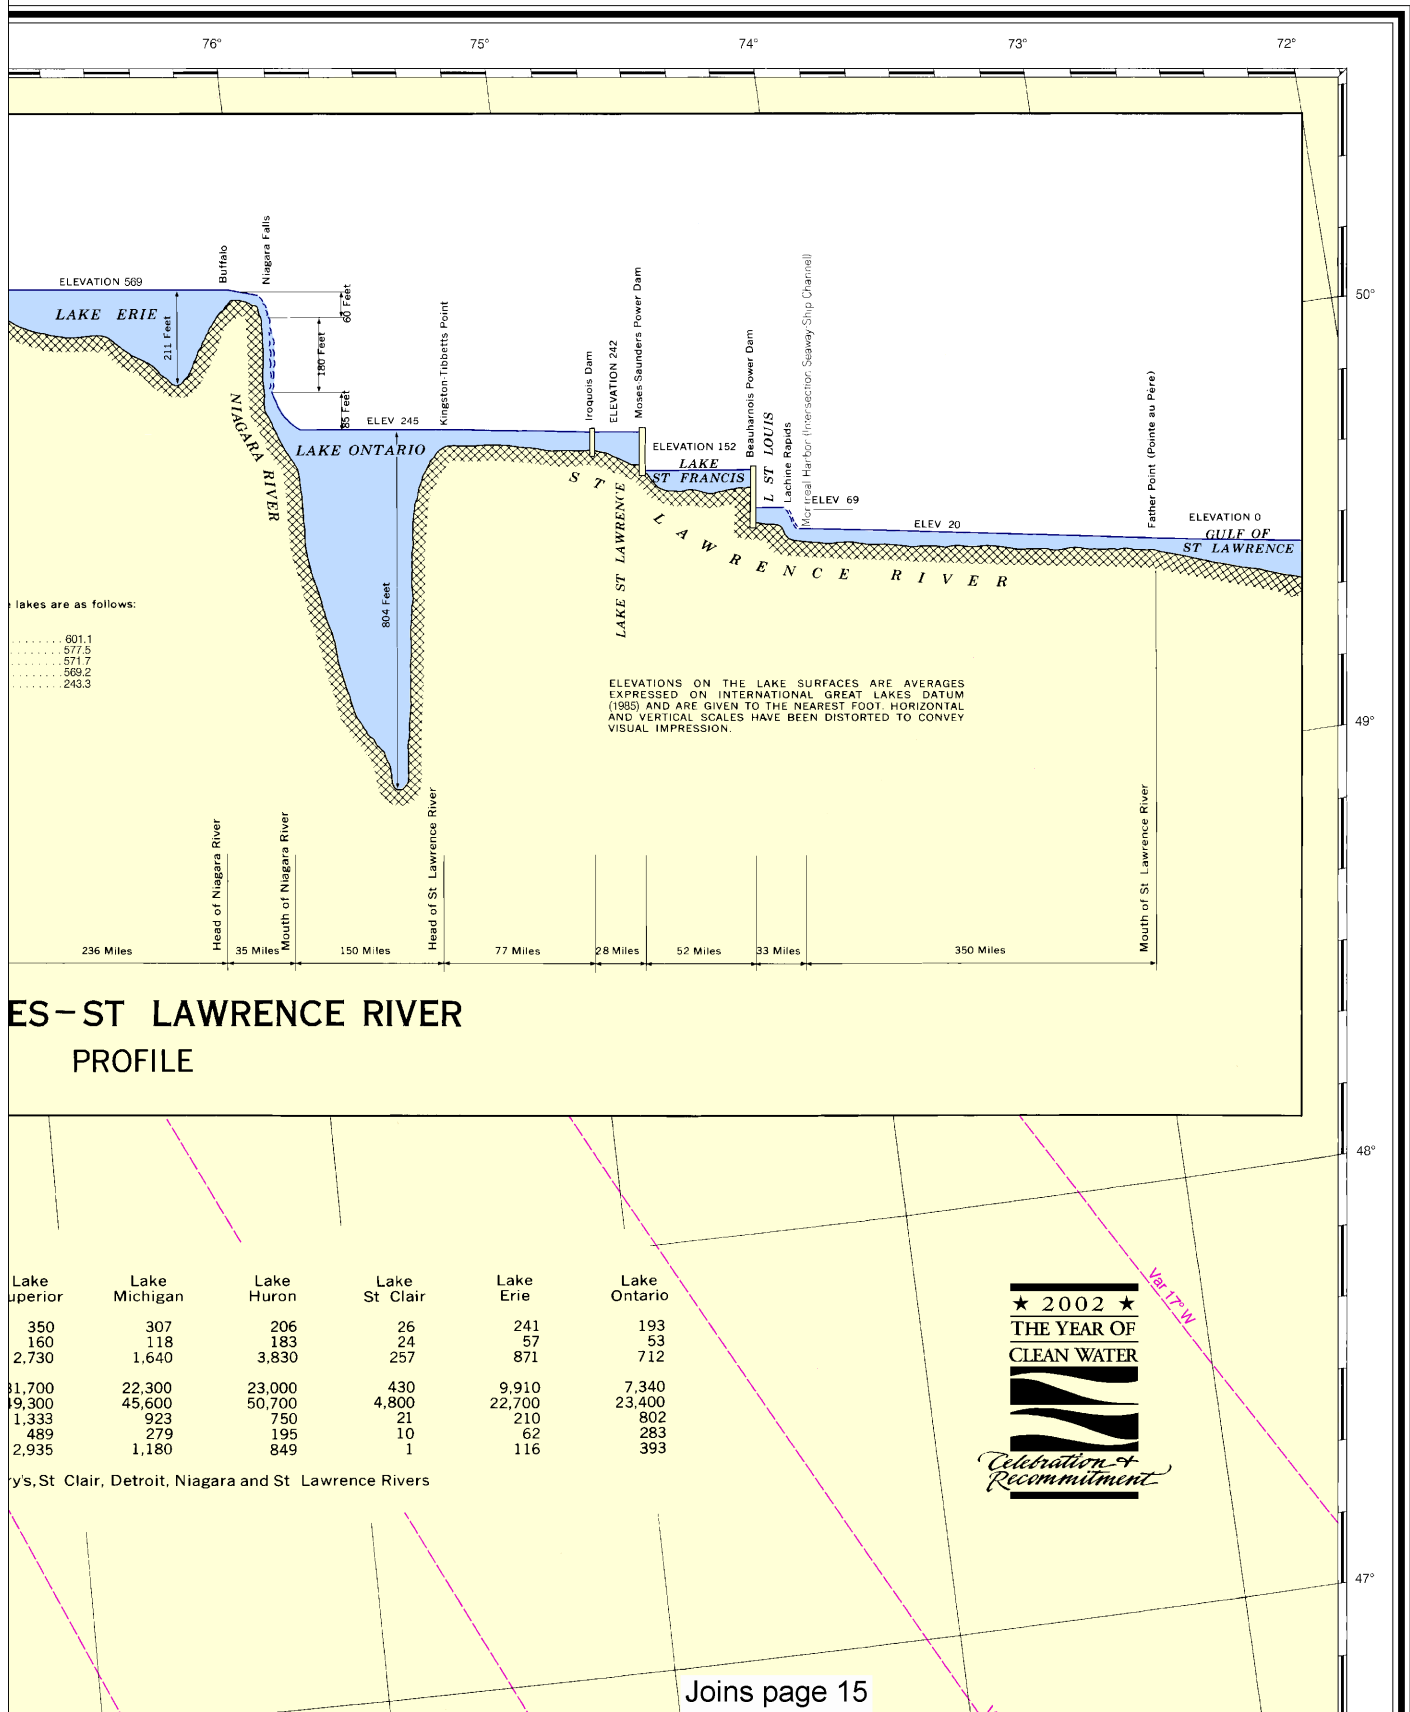 76°
75°
74°
73°
72°
50°
49°
48°
47°
ELEVATION 569
LAKE ERIE
211 Feet
Buffalo
Niagara Falls
60 Feet
180 Feet
85 Feet
NIAGARA RIVER
ELEV 245
LAKE ONTARIO
804 Feet
Kingston-Tibbetts Point
Iroquois Dam
ELEVATION 242
Moses-Saunders Power Dam
ELEVATION 152
LAKE
ST FRANCIS
Beauharnois Power Dam
L ST LOUIS
Lachine Rapids
Montreal Harbor (Intersection Seaway Ship Channel)
ELEV 69
ELEV 20
Father Point (Pointe au Père)
ELEVATION 0
GULF OF
ST LAWRENCE
LAKE ST LAWRENCE
ST LAWRENCE RIVER
e lakes are as follows:
. . . . . . . . . 601.1
. . . . . . . . . 577.5
. . . . . . . . . 571.7
. . . . . . . . . 569.2
. . . . . . . . . 243.3
ELEVATIONS ON THE LAKE SURFACES ARE AVERAGES
EXPRESSED ON INTERNATIONAL GREAT LAKES DATUM
(1985) AND ARE GIVEN TO THE NEAREST FOOT. HORIZONTAL
AND VERTICAL SCALES HAVE BEEN DISTORTED TO CONVEY
VISUAL IMPRESSION.
Head of Niagara River
Mouth of Niagara River
Head of St Lawrence River
Mouth of St Lawrence River
236 Miles 35 Miles 150 Miles 77 Miles 28 Miles 52 Miles 33 Miles 350 Miles
ES–ST LAWRENCE RIVER
PROFILE
Lake Lake Lake Lake Lake Lake
uperior Michigan Huron St Clair Erie Ontario
350 307 206 26 241 193
160 118 183 24 57 53
2,730 1,640 3,830 257 871 712
31,700 22,300 23,000 430 9,910 7,340
49,300 45,600 50,700 4,800 22,700 23,400
1,333 923 750 21 210 802
489 279 195 10 62 283
2,935 1,180 849 1 116 393
ry's, St Clair, Detroit, Niagara and St Lawrence Rivers
★ 2002 ★
THE YEAR OF
CLEAN WATER
Celebration &
Recommitment
Var 17° W
Joins page 15